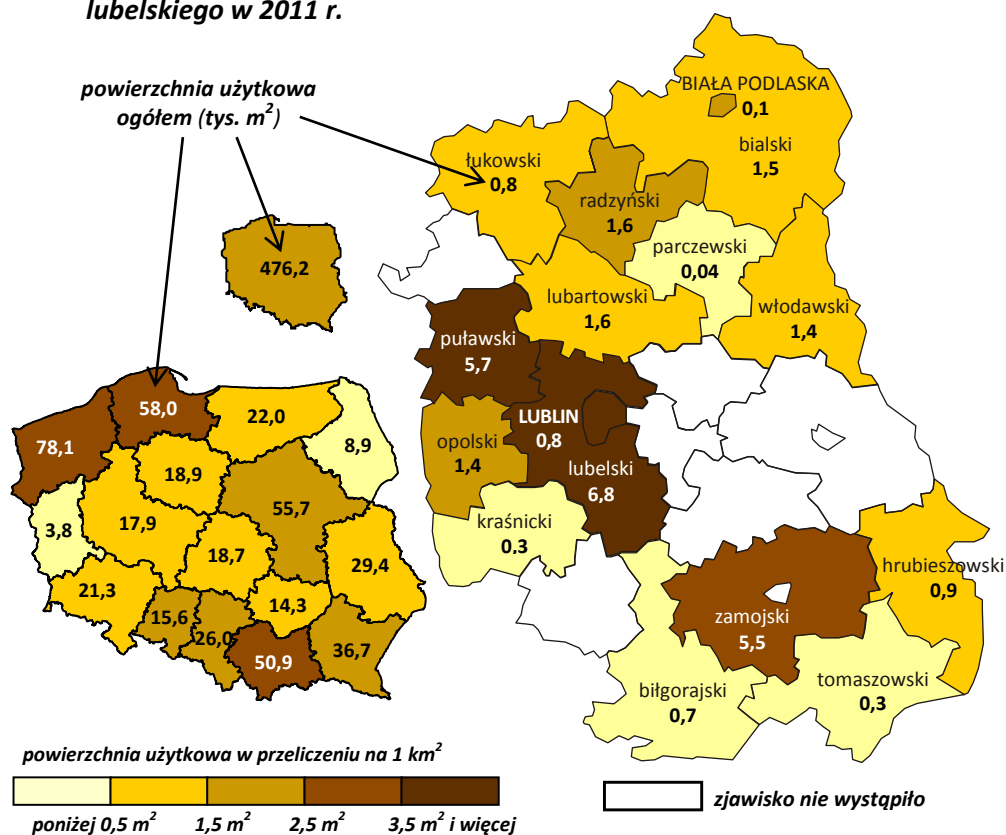 lubelskiego w 2011 r.
powierzchnia użytkowa
ogółem (tys. m²)
476,2
58,0
78,1
22,0
8,9
18,9
3,8
17,9
55,7
18,7
29,4
21,3
15,6
26,0
14,3
50,9
36,7
BIAŁA PODLASKA
0,1
bialski
1,5
łukowski
0,8
radzyński
1,6
parczewski
0,04
lubartowski
1,6
włodawski
1,4
puławski
5,7
LUBLIN
0,8
opolski
1,4
lubelski
6,8
kraśnicki
0,3
hrubieszowski
0,9
zamojski
5,5
biłgorajski
0,7
tomaszowski
0,3
powierzchnia użytkowa w przeliczeniu na 1 km²
poniżej 0,5 m² 1,5 m² 2,5 m² 3,5 m² i więcej
zjawisko nie wystąpiło